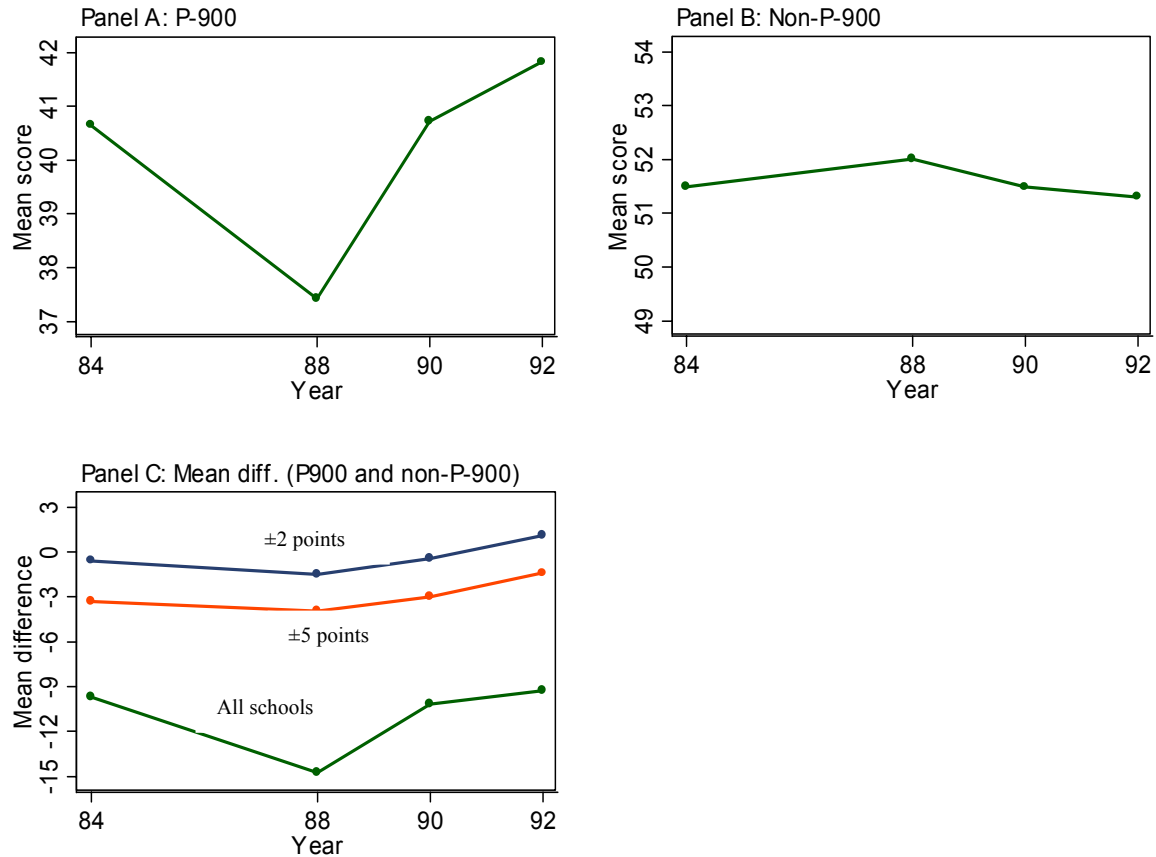 Panel A: P-900
42
41
40
39
38
37
Mean score
84 88 90 92
Year
Panel B: Non-P-900
54
53
52
51
50
49
Mean score
84 88 90 92
Year
Panel C: Mean diff. (P900 and non-P-900)
3
0
-3
-6
-9
-12
-15
Mean difference
±2 points
±5 points
All schools
84 88 90 92
Year